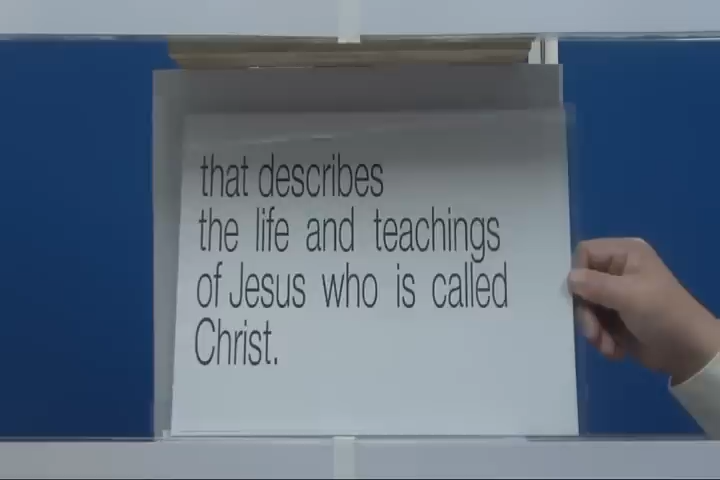 that describes
the life and teachings
of Jesus who is called
Christ.